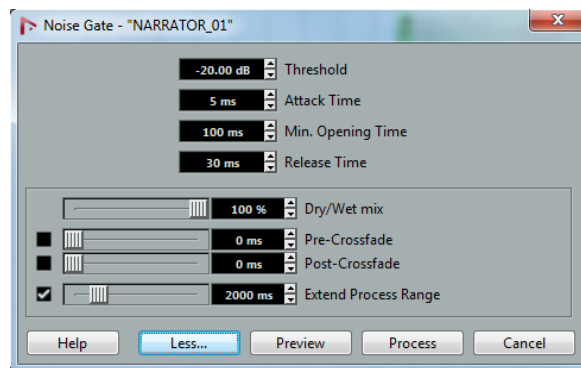 Noise Gate - "NARRATOR_01"
-20.00 dB Threshold
5 ms Attack Time
100 ms Min. Opening Time
30 ms Release Time
100 % Dry/Wet mix
0 ms Pre-Crossfade
0 ms Post-Crossfade
2000 ms Extend Process Range
Help Less... Preview Process Cancel